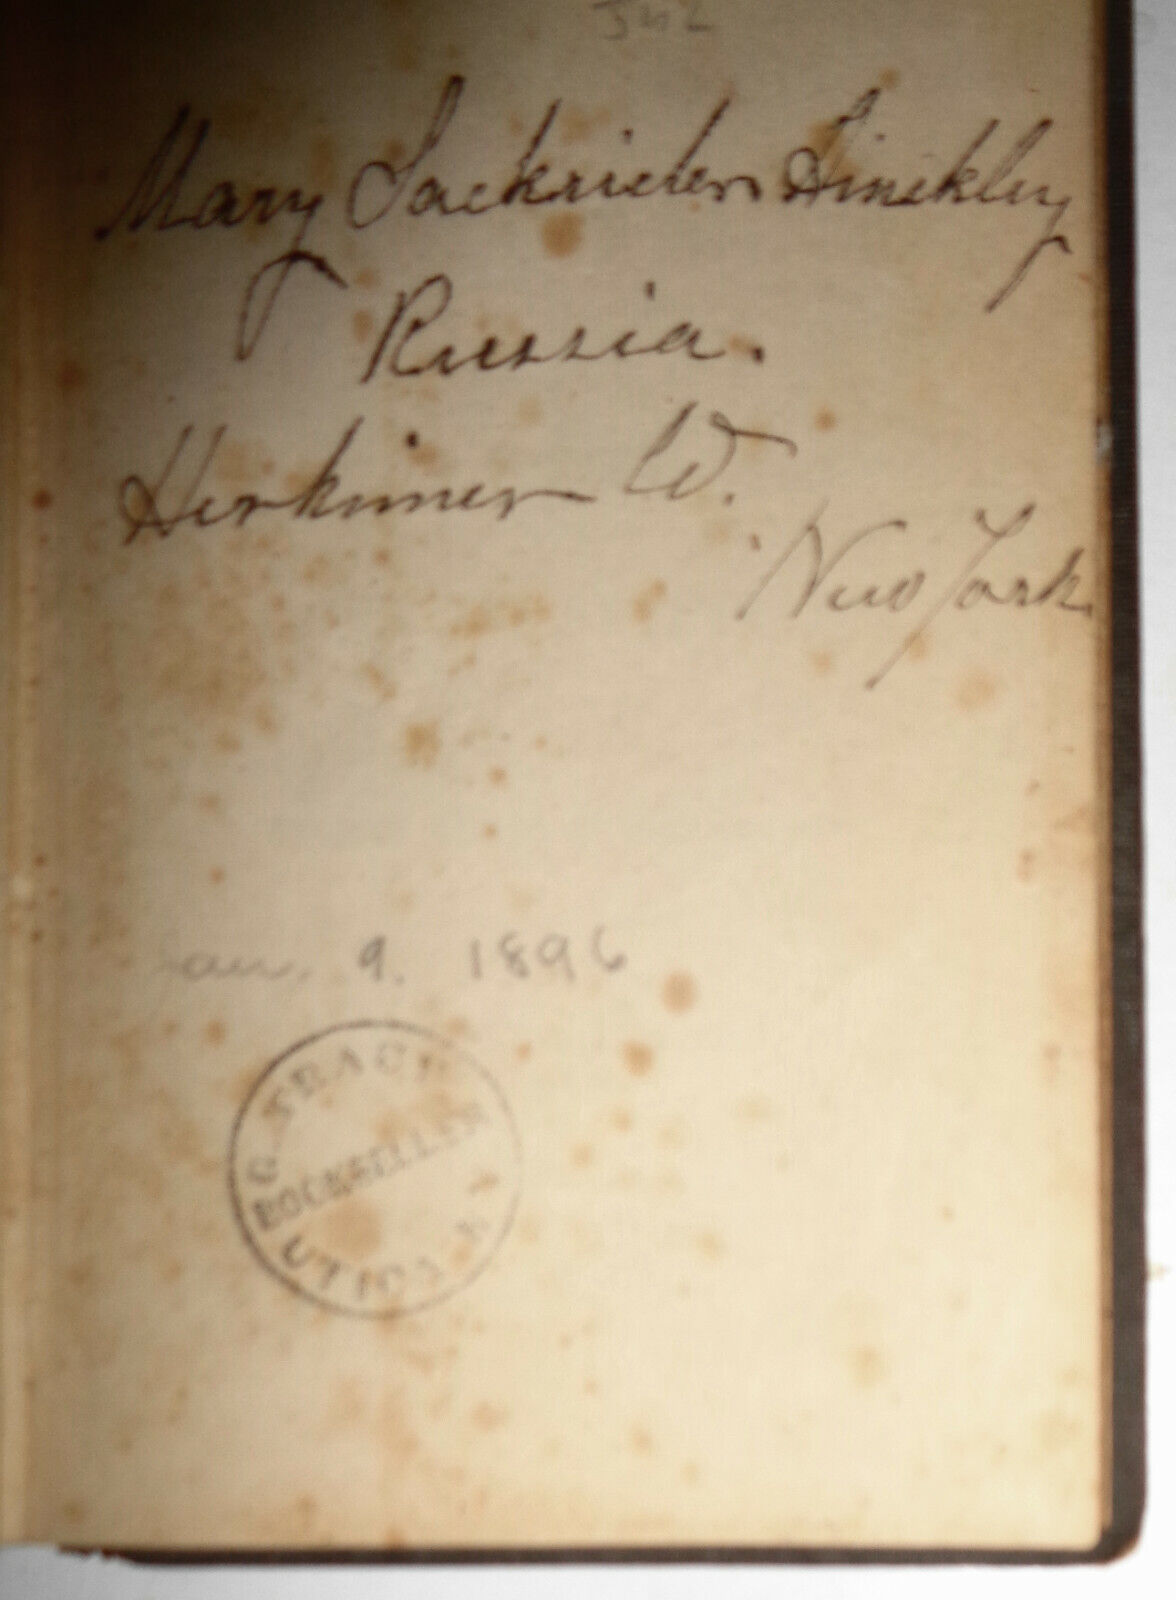 Mary Sackrider Hinckley
Russia.
Herkimer Co.
New York.
Jan. 9. 1896
G. TRACY
BOOKSELLER
UTICA N Y